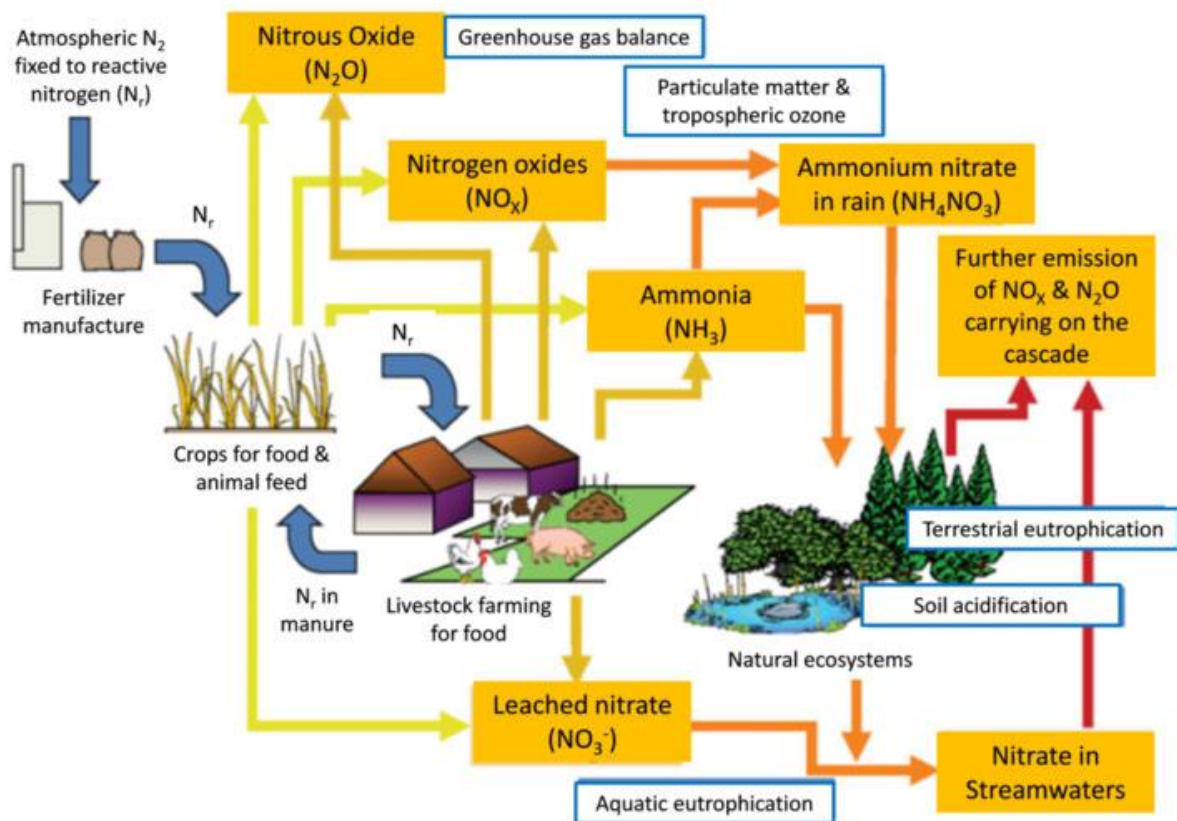 Atmospheric N₂
fixed to reactive
nitrogen (Nᵣ)
Nitrous Oxide
(N₂O)
Greenhouse gas balance
Particulate matter &
tropospheric ozone
Nitrogen oxides
(NOₓ)
Ammonium nitrate
in rain (NH₄NO₃)
Nᵣ
Fertilizer
manufacture
Ammonia
(NH₃)
Further emission
of NOₓ & N₂O
carrying on the
cascade
Nᵣ
Crops for food &
animal feed
Terrestrial eutrophication
Nᵣ in
manure
Livestock farming
for food
Soil acidification
Natural ecosystems
Leached nitrate
(NO₃⁻)
Nitrate in
Streamwaters
Aquatic eutrophication